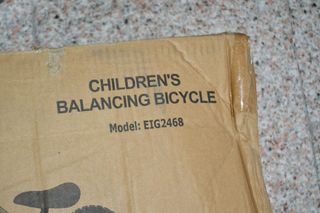 CHILDREN'S
BALANCING BICYCLE
Model: EIG2468